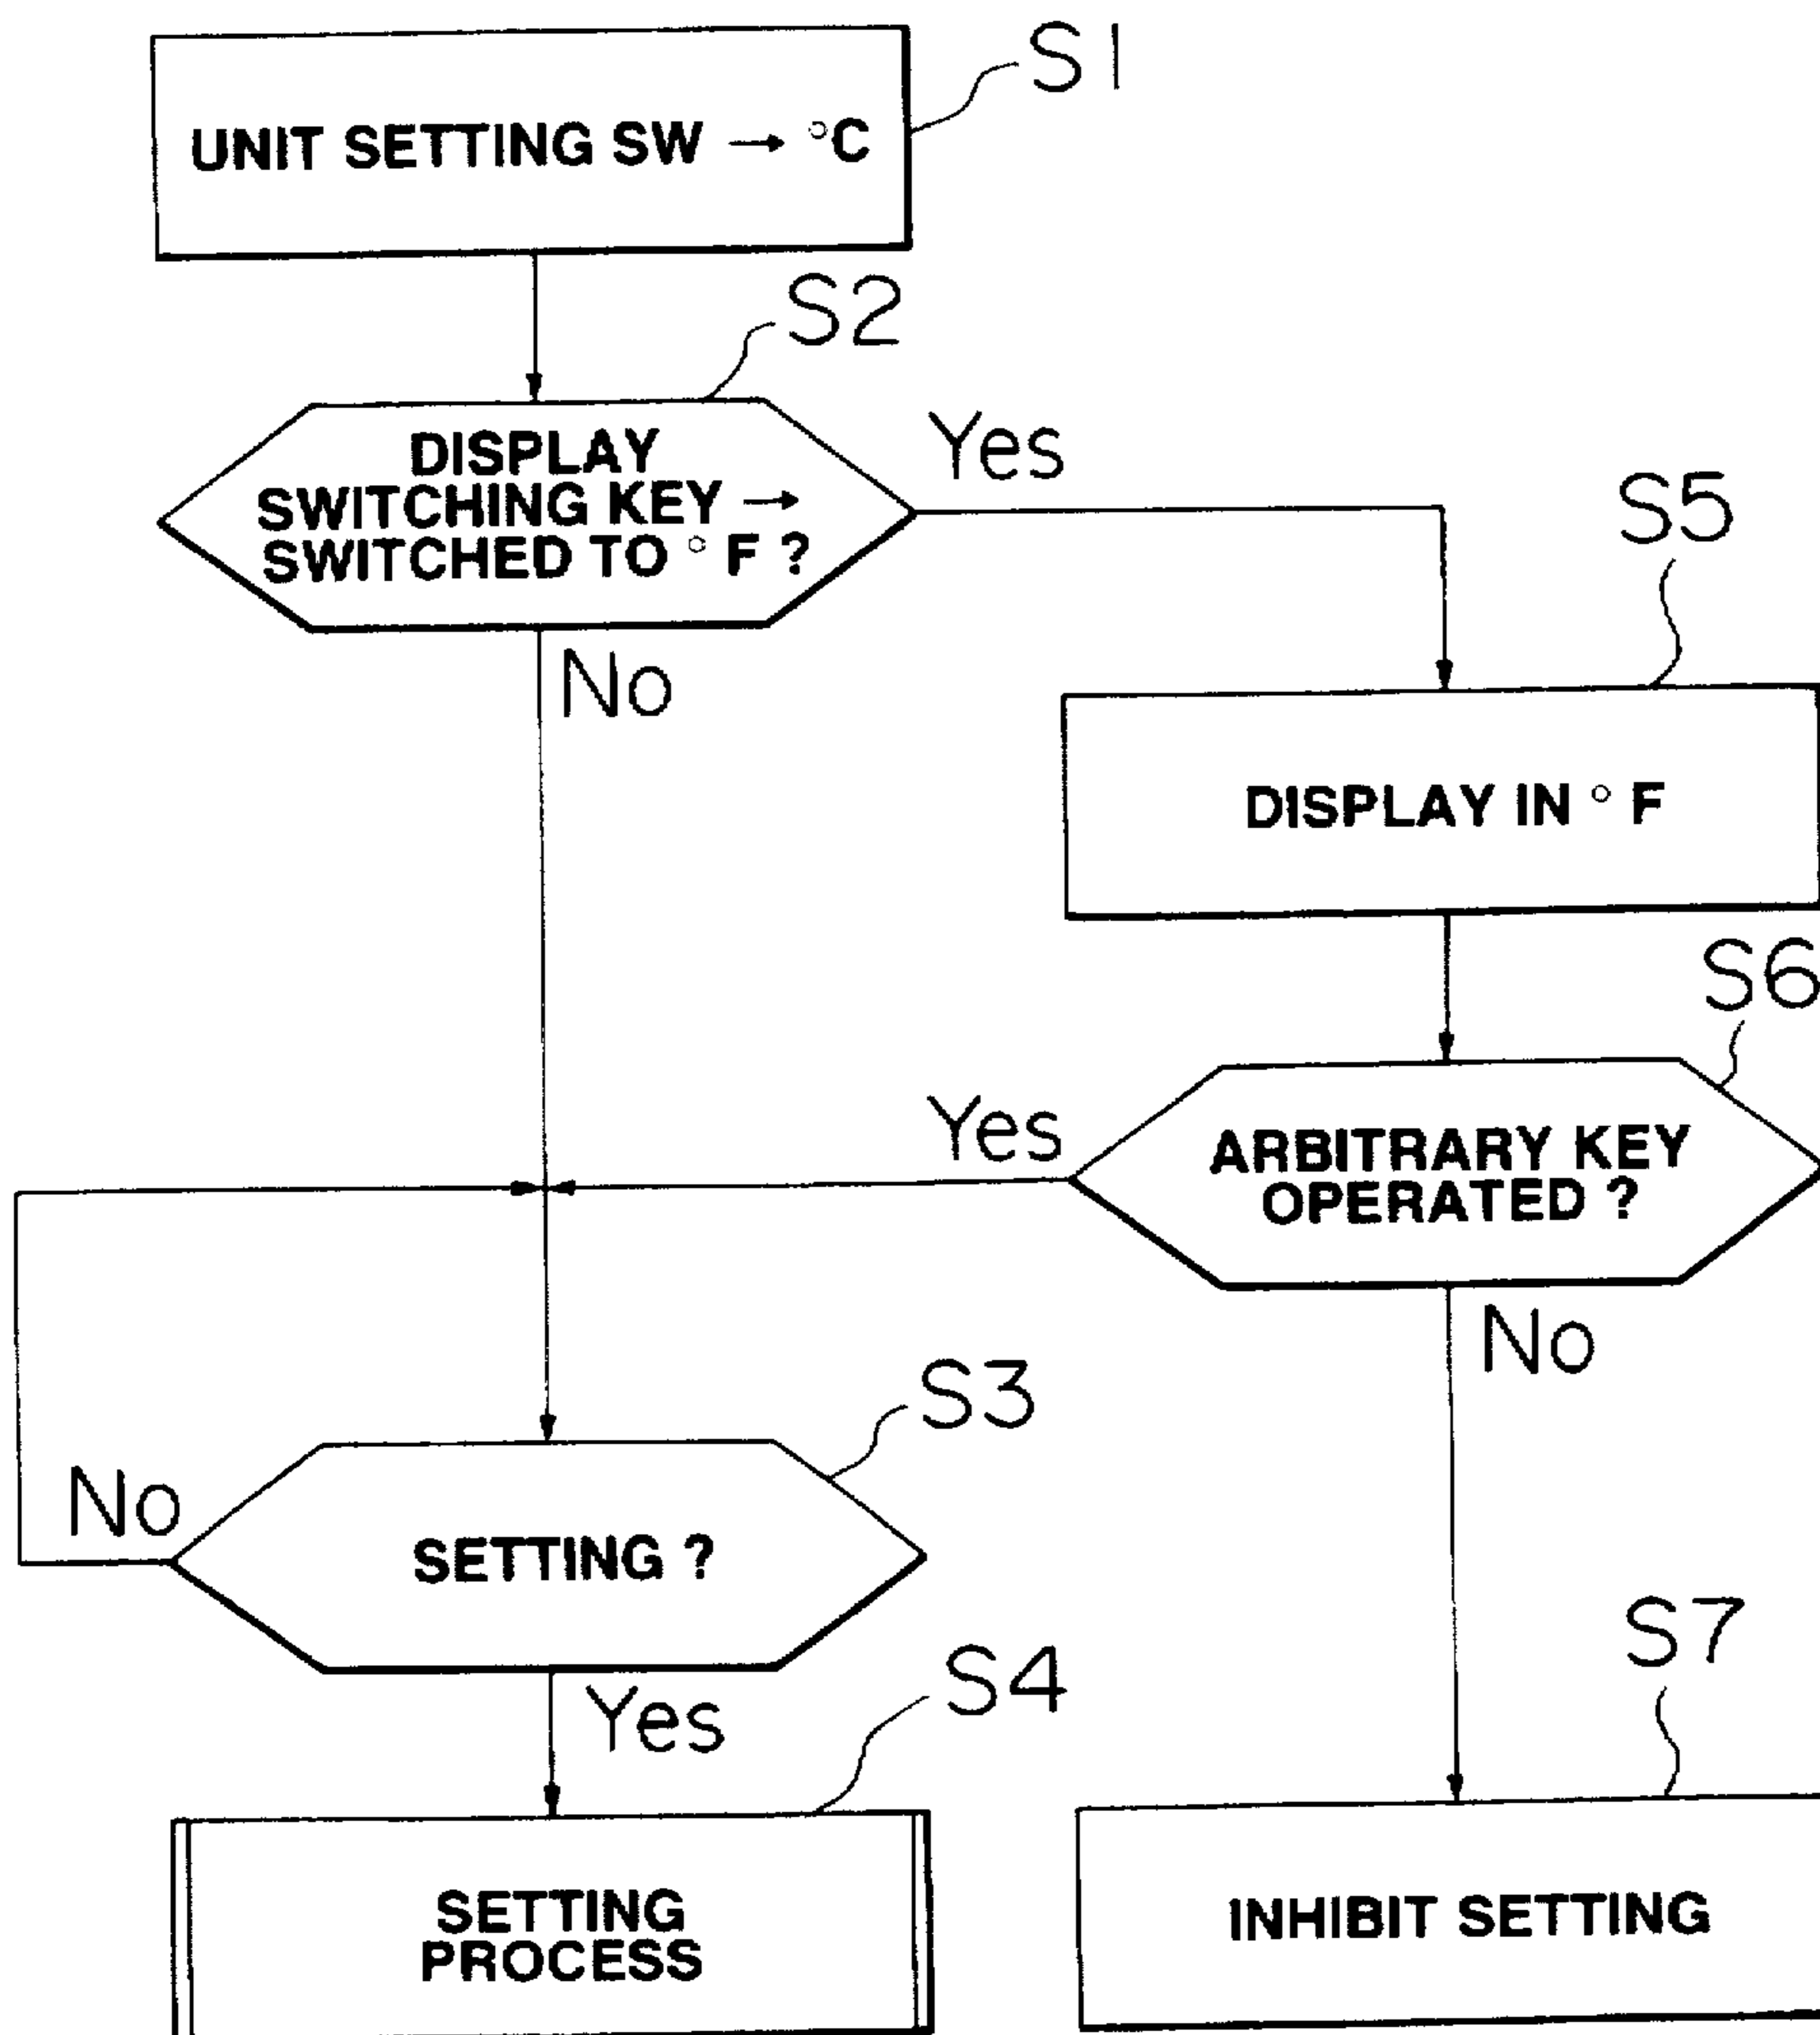 S1
UNIT SETTING SW → °C
S2
DISPLAY
SWITCHING KEY →
SWITCHED TO ° F ?
Yes
No
S5
DISPLAY IN ° F
S6
ARBITRARY KEY
OPERATED ?
Yes
No
S3
SETTING ?
No
Yes
S4
SETTING
PROCESS
S7
INHIBIT SETTING